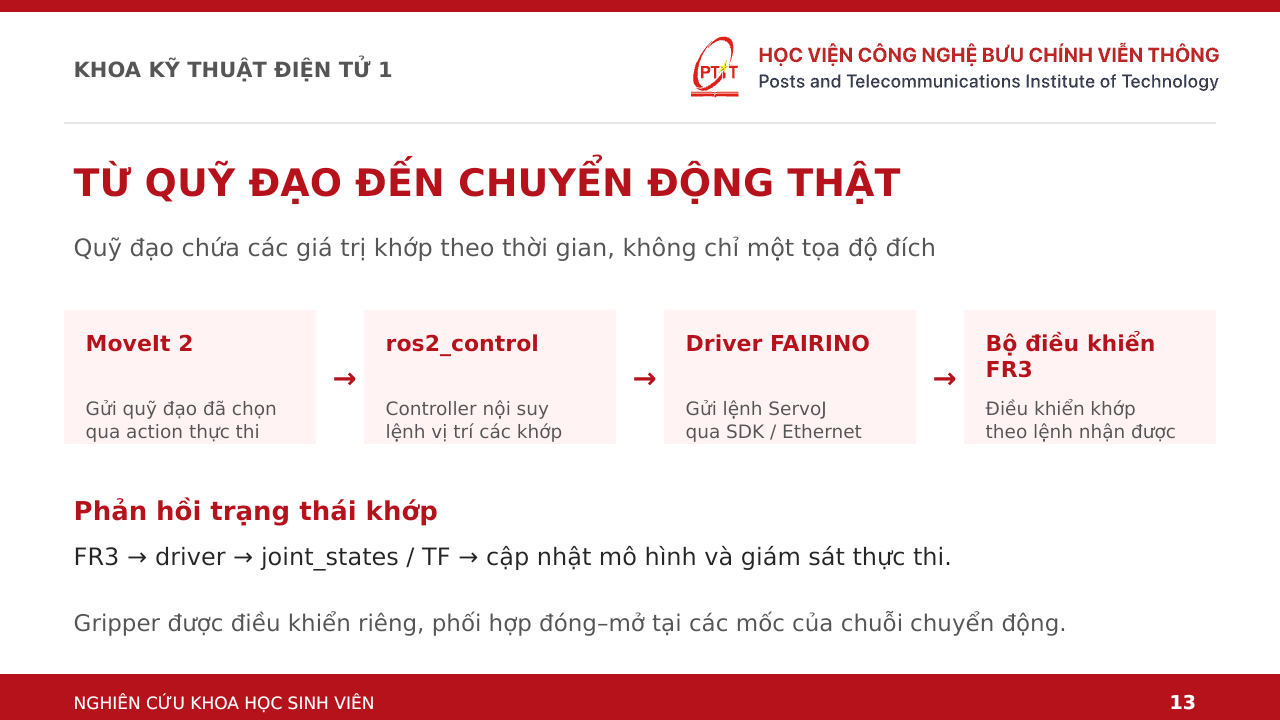 KHOA KỸ THUẬT ĐIỆN TỬ 1
PTIT
HỌC VIỆN CÔNG NGHỆ BƯU CHÍNH VIỄN THÔNG
Posts and Telecommunications Institute of Technology
TỪ QUỸ ĐẠO ĐẾN CHUYỂN ĐỘNG THẬT
Quỹ đạo chứa các giá trị khớp theo thời gian, không chỉ một tọa độ đích
MoveIt 2
Gửi quỹ đạo đã chọn
qua action thực thi
→
ros2_control
Controller nội suy
lệnh vị trí các khớp
→
Driver FAIRINO
Gửi lệnh ServoJ
qua SDK / Ethernet
→
Bộ điều khiển
FR3
Điều khiển khớp
theo lệnh nhận được
Phản hồi trạng thái khớp
FR3 → driver → joint_states / TF → cập nhật mô hình và giám sát thực thi.
Gripper được điều khiển riêng, phối hợp đóng–mở tại các mốc của chuỗi chuyển động.
NGHIÊN CỨU KHOA HỌC SINH VIÊN
13